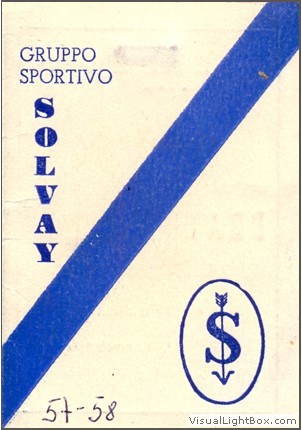 GRUPPO
SPORTIVO
SOLVAY
S
57-58
VisualLightBox.com